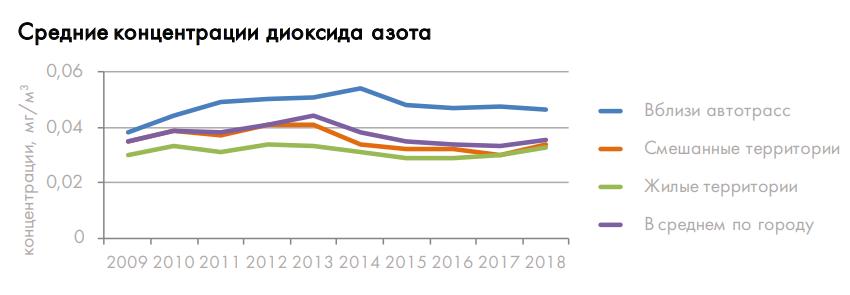 Средние концентрации диоксида азота
концентрации, мг/м³
0,06
0,04
0,02
0
2009 2010 2011 2012 2013 2014 2015 2016 2017 2018
Вблизи автотрасс
Смешанные территории
Жилые территории
В среднем по городу